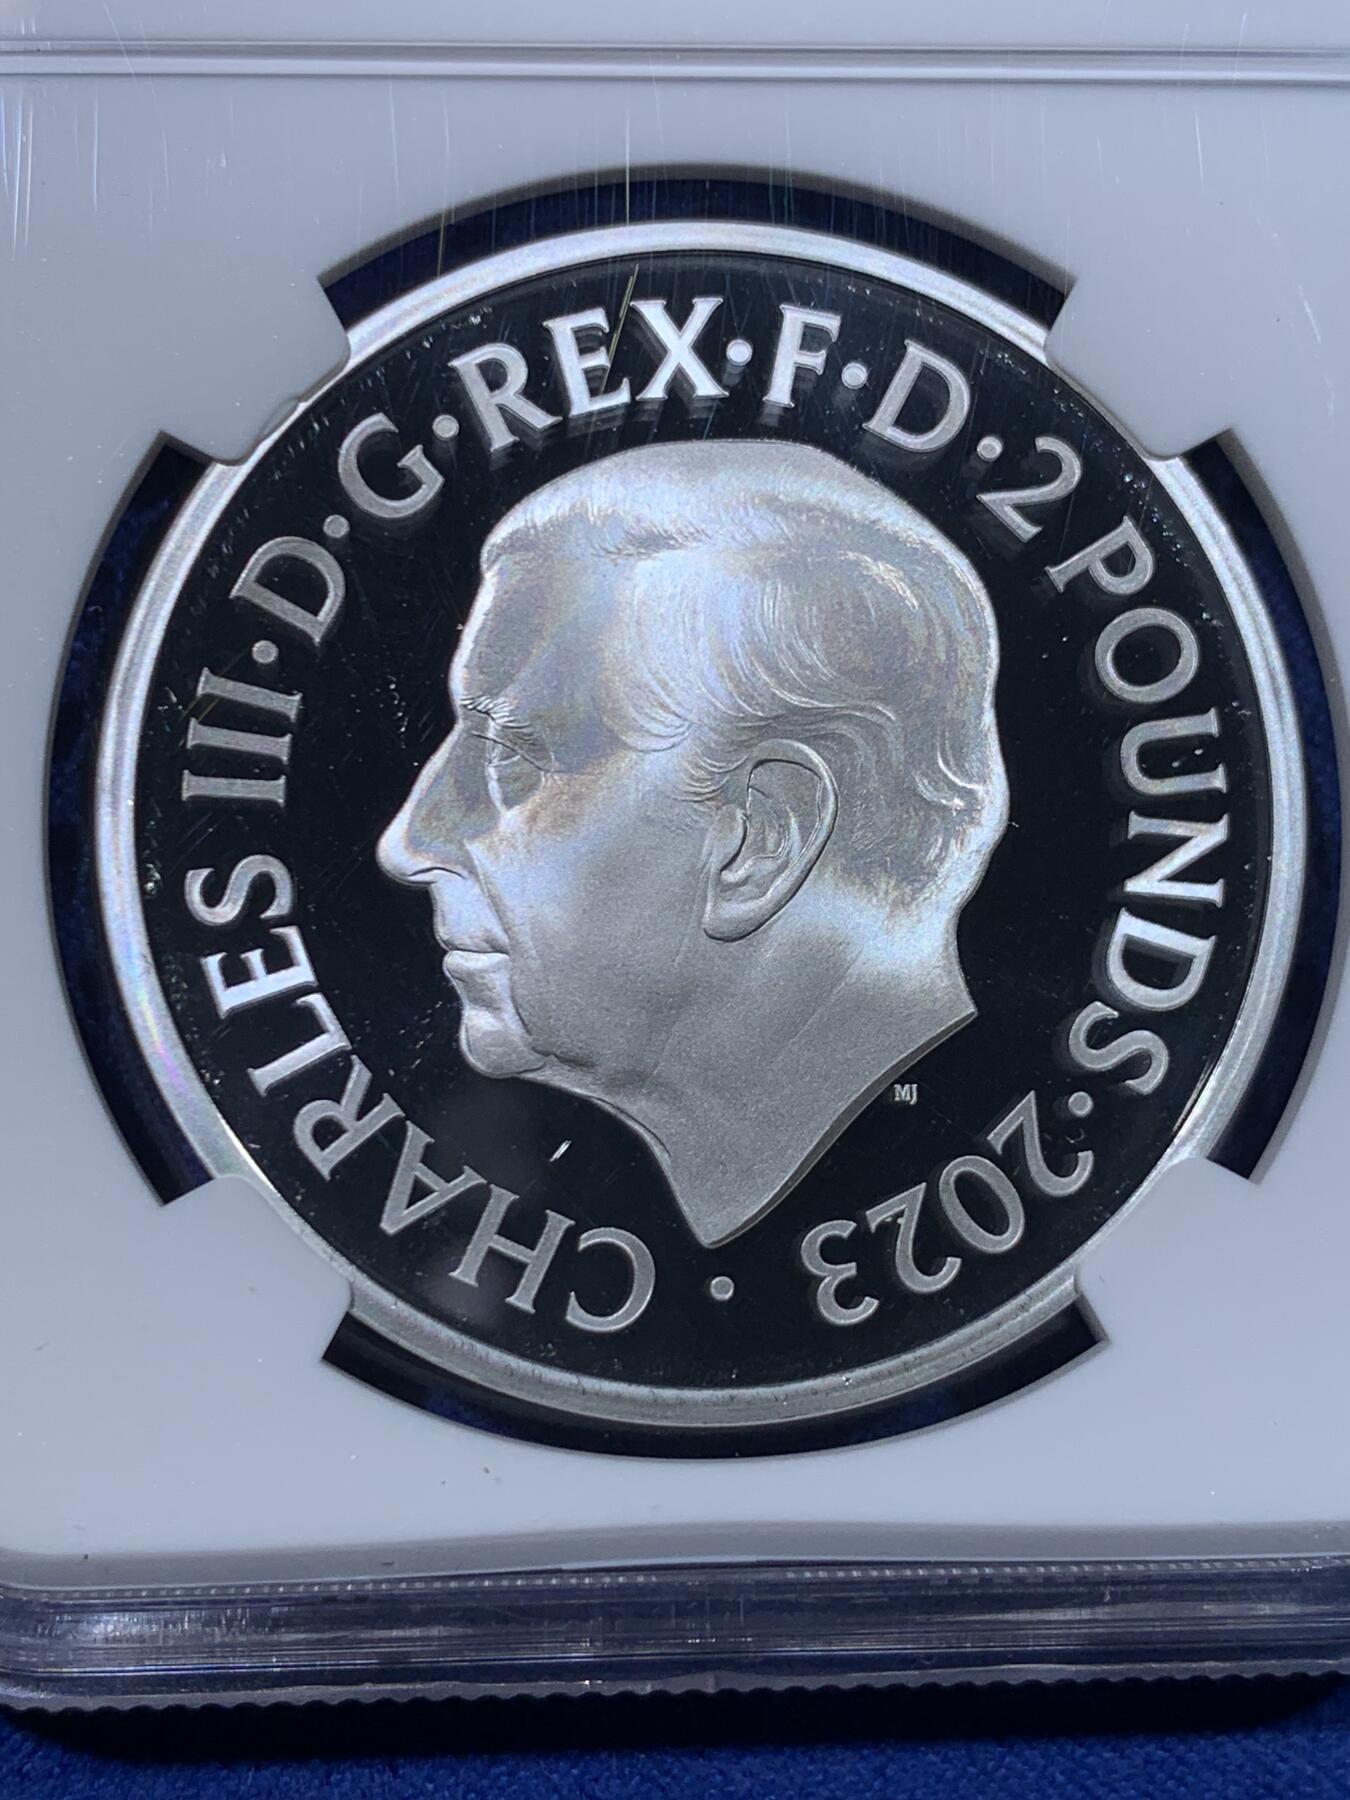 CHARLES III·D·G·REX·F·D·2 POUNDS·2023·
MJ